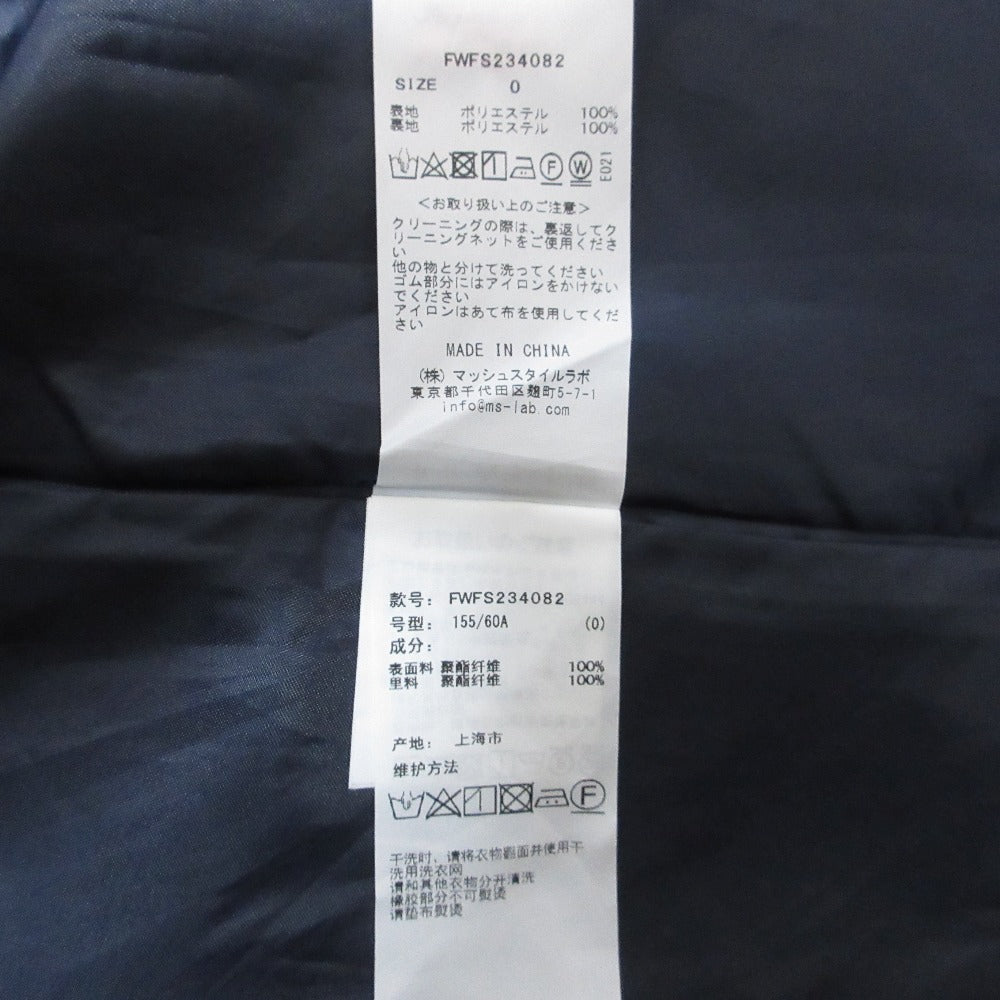 FWFS234082
SIZE 0
表地 ポリエステル 100%
裏地 ポリエステル 100%
F W E021
<お取り扱い上のご注意>
クリーニングの際は、裏返してク
リーニングネットをご使用くださ
い
他の物と分けて洗ってください
ゴム部分にはアイロンをかけない
でください
アイロンはあて布を使用してくだ
さい
MADE IN CHINA
(株) マッシュスタイルラボ
東京都千代田区麹町5-7-1
info@ms-lab.com
款号: FWFS234082
号型: 155/60A (0)
成分:
表面料 聚酯纤维 100%
里料 聚酯纤维 100%
产地: 上海市
维护方法
F
干洗时、请将衣物翻面并使用干
洗用洗衣网
请和其他衣物分开清洗
橡胶部分不可熨烫
请垫布熨烫